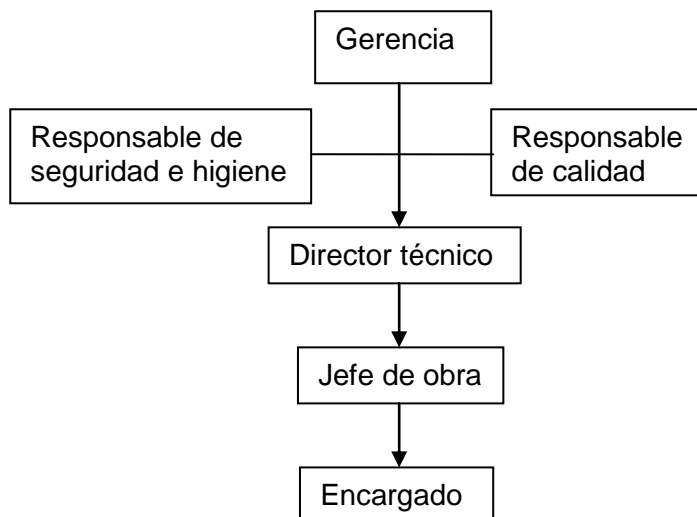 Gerencia
Responsable de
seguridad e higiene
Responsable
de calidad
Director técnico
Jefe de obra
Encargado